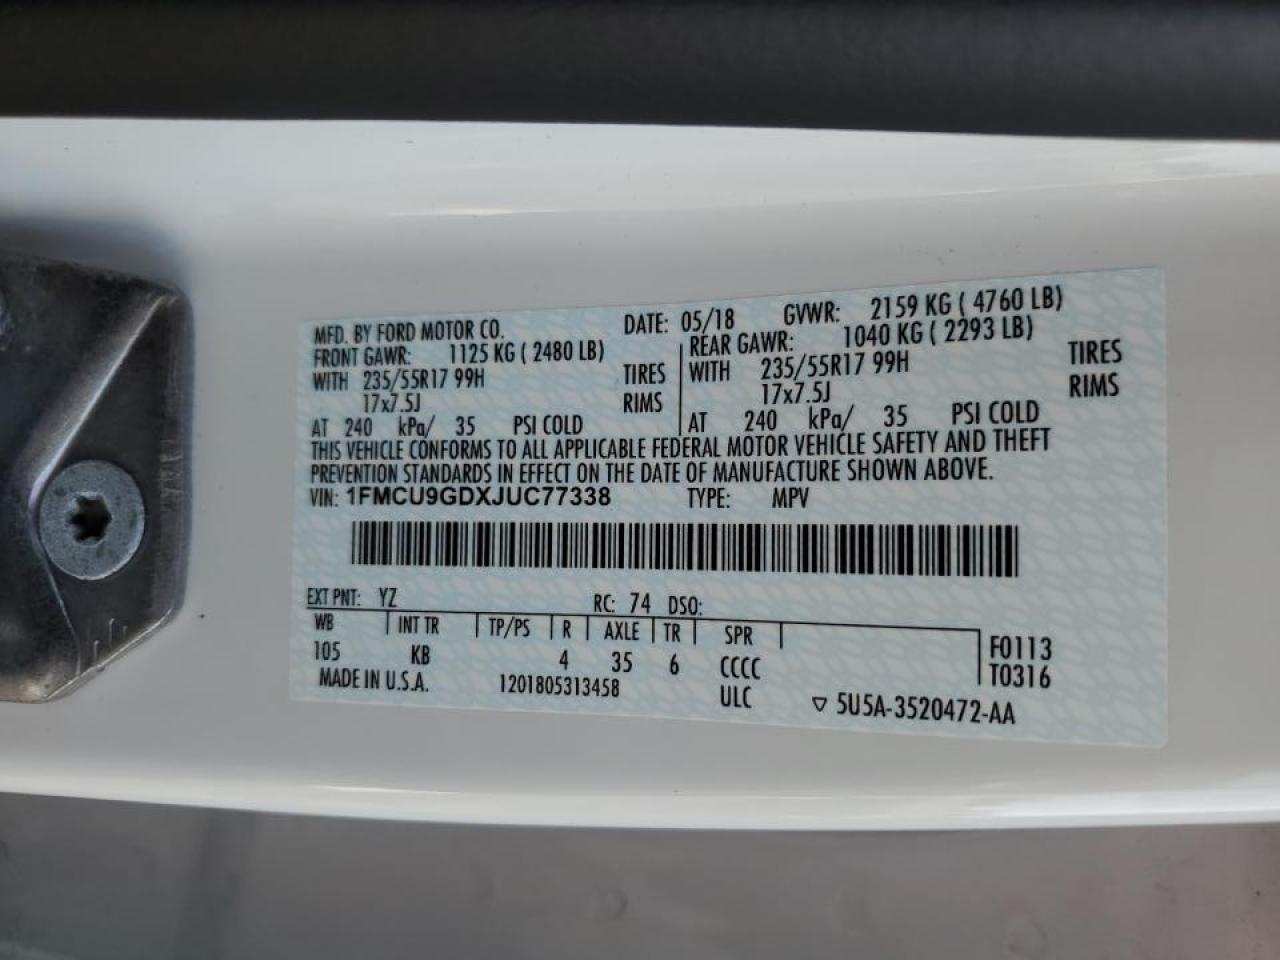 MFD. BY FORD MOTOR CO. DATE: 05/18 GVWR: 2159 KG ( 4760 LB)
FRONT GAWR: 1125 KG ( 2480 LB) REAR GAWR: 1040 KG ( 2293 LB)
WITH 235/55R17 99H TIRES WITH 235/55R17 99H TIRES
17x7.5J RIMS 17x7.5J RIMS
AT 240 kPa/ 35 PSI COLD AT 240 kPa/ 35 PSI COLD
THIS VEHICLE CONFORMS TO ALL APPLICABLE FEDERAL MOTOR VEHICLE SAFETY AND THEFT
PREVENTION STANDARDS IN EFFECT ON THE DATE OF MANUFACTURE SHOWN ABOVE.
VIN: 1FMCU9GDXJUC77338 TYPE: MPV
EXT PNT: YZ RC: 74 DSO:
WB INT TR TP/PS R AXLE TR SPR F0113
105 KB 4 35 6 CCCC T0316
MADE IN U.S.A. 1201805313458 ULC ▽ 5U5A-3520472-AA